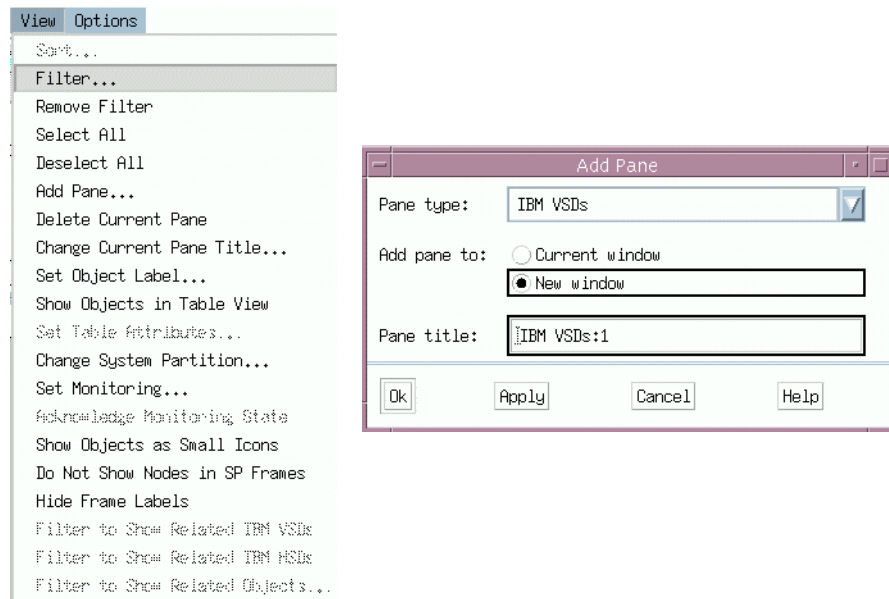 View Options
Sort...
Filter...
Remove Filter
Select All
Deselect All
Add Pane...
Delete Current Pane
Change Current Pane Title...
Set Object Label...
Show Objects in Table View
Set Table Attributes...
Change System Partition...
Set Monitoring...
Acknowledge Monitoring State
Show Objects as Small Icons
Do Not Show Nodes in SP Frames
Hide Frame Labels
Filter to Show Related IBM VSDs
Filter to Show Related IBM HSDs
Filter to Show Related Objects...
Add Pane
Pane type: IBM VSDs
Add pane to: Current window
New window
Pane title: IBM VSDs:1
Ok Apply Cancel Help